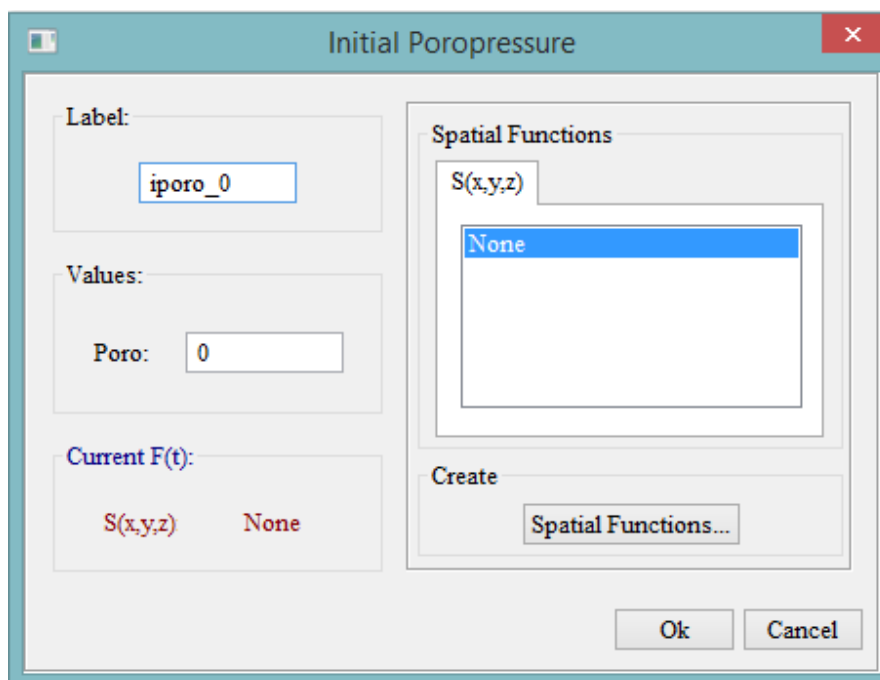 Initial Poropressure
Label:
iporo_0
Values:
Poro: 0
Current F(t):
S(x,y,z) None
Spatial Functions
S(x,y,z)
None
Create
Spatial Functions...
Ok Cancel